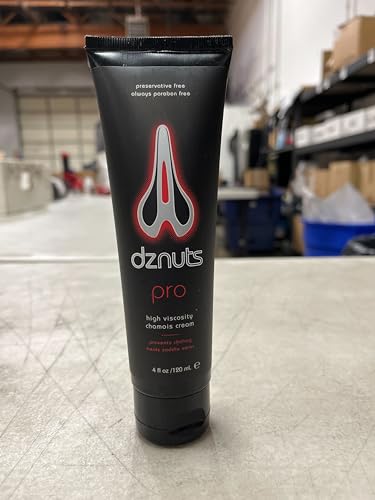 preservative free
always paraben free
dznuts
pro
high viscosity
chamois cream
prevents chafing
heals saddle sores
4 fl oz/120 mL ℮